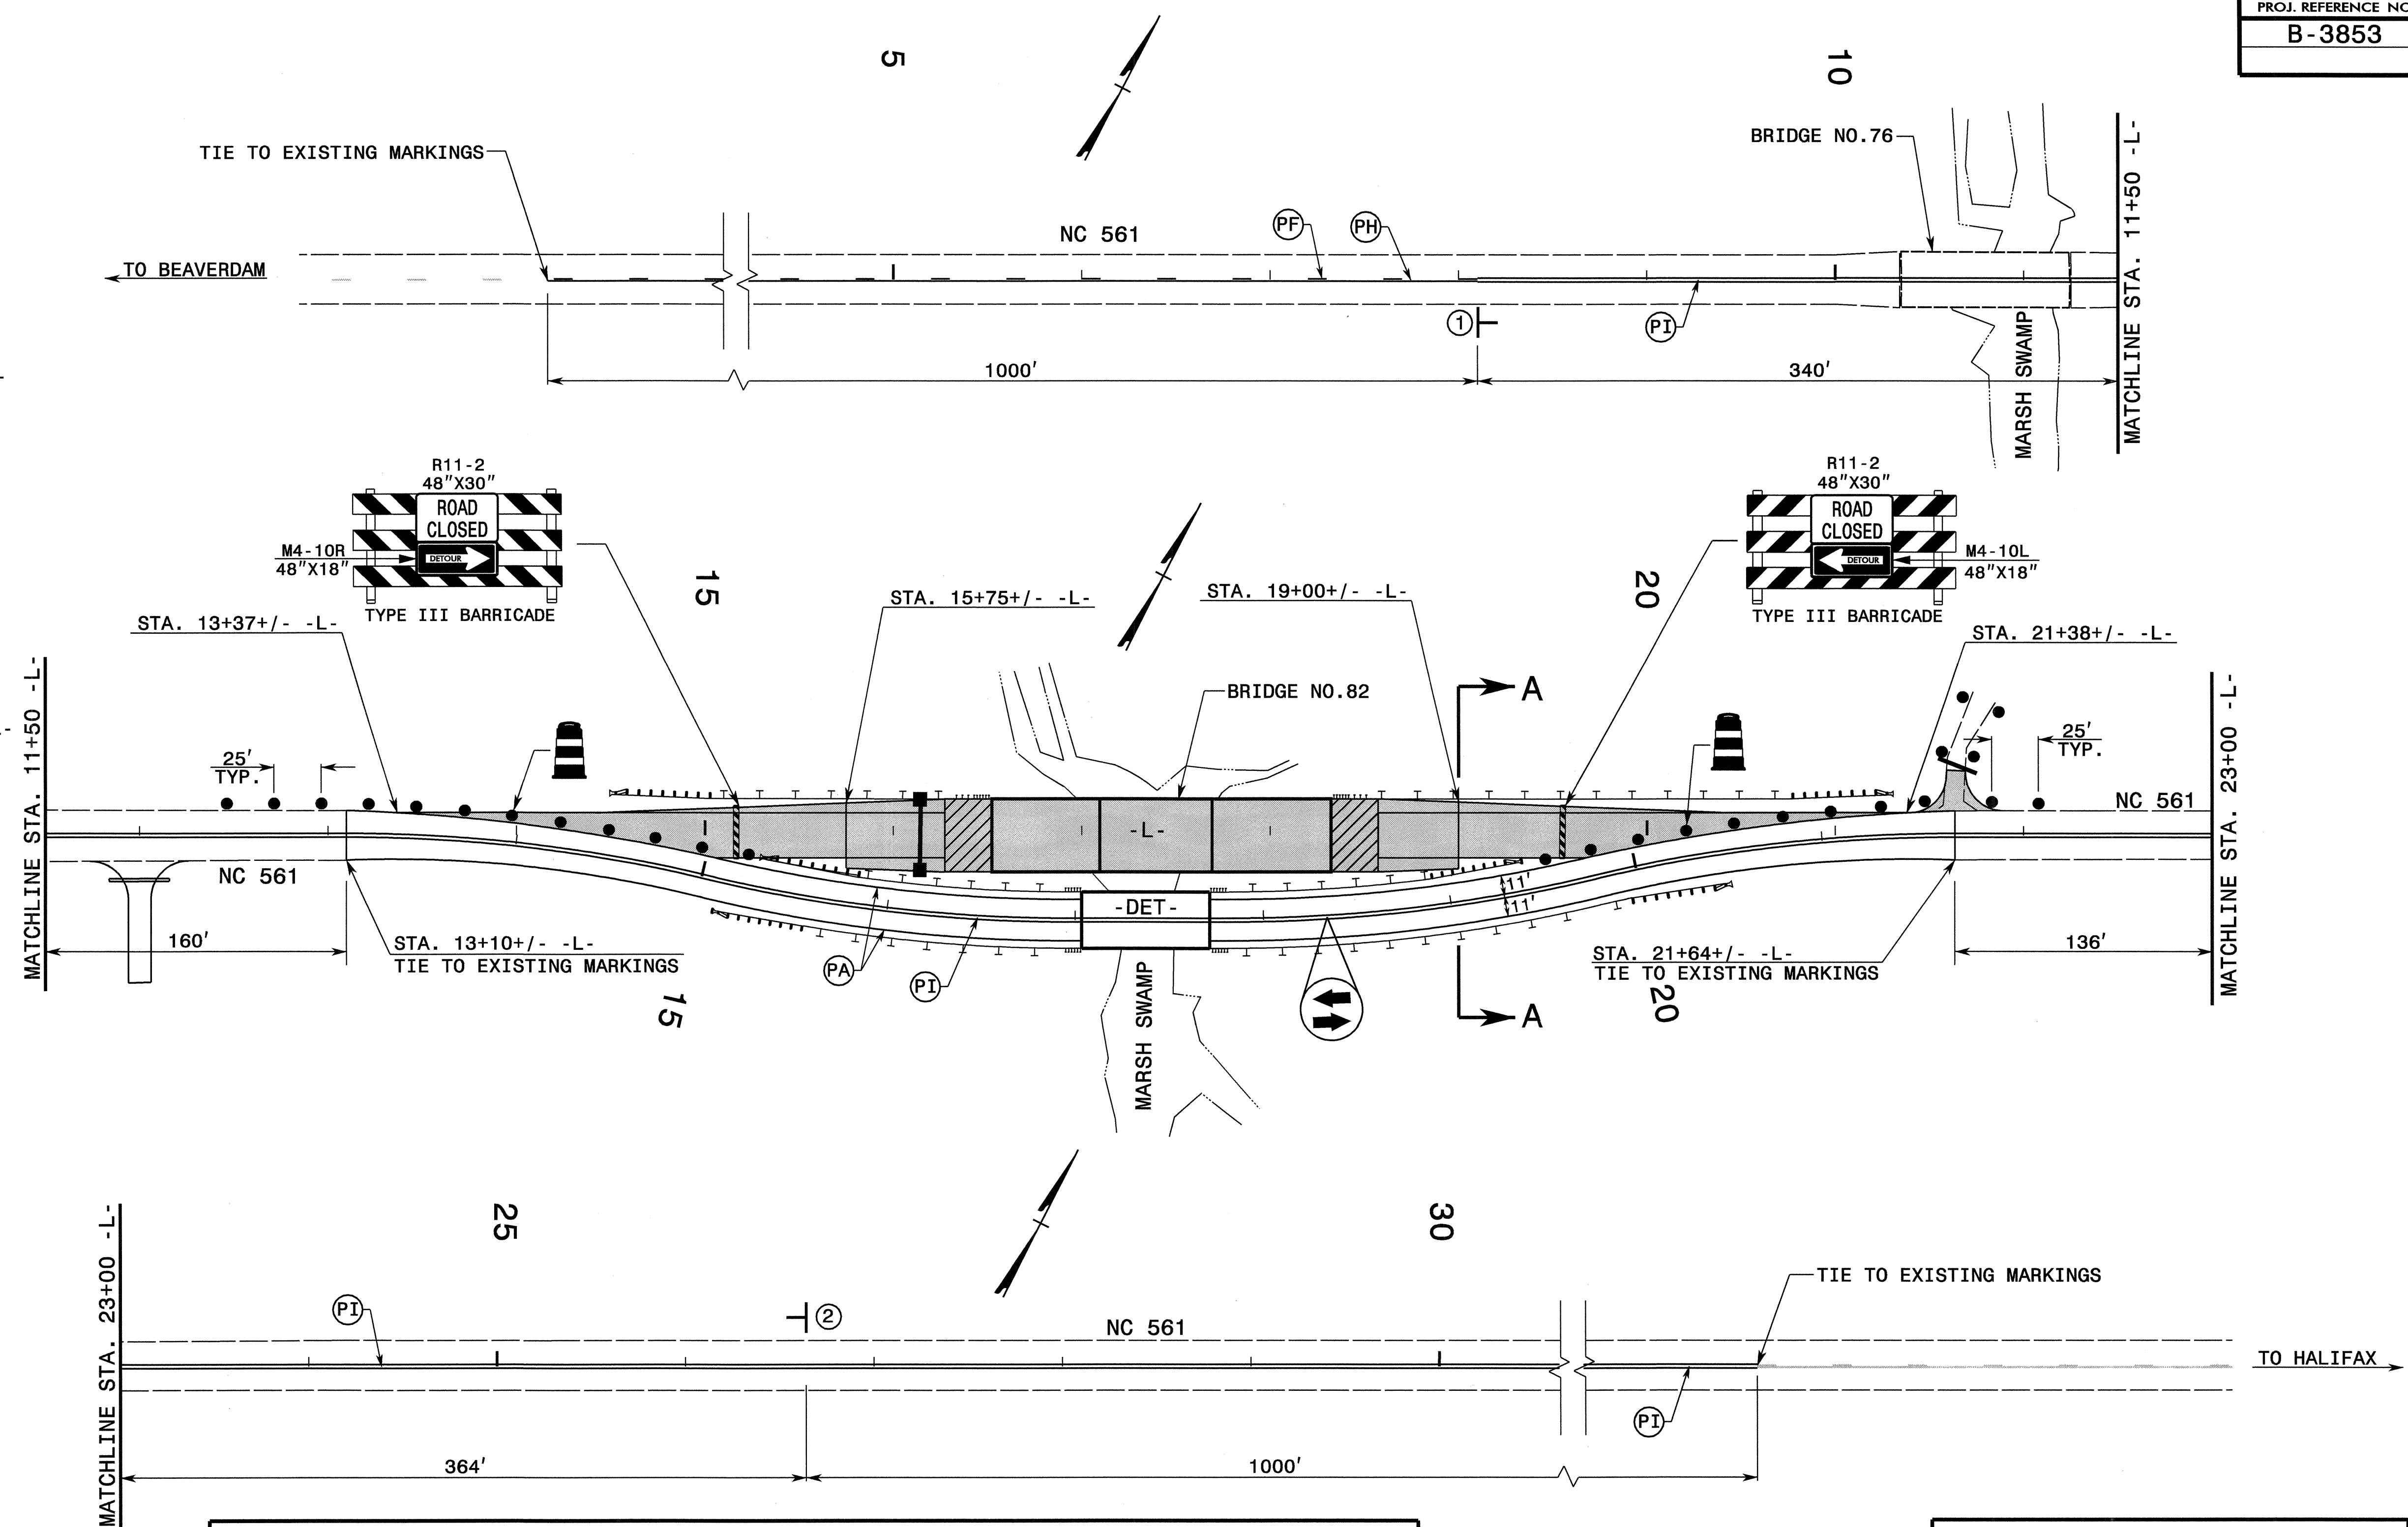 PROJ. REFERENCE NO
B-3853
5
10
TIE TO EXISTING MARKINGS
BRIDGE NO.76
MATCHLINE STA. 11+50 -L-
NC 561
PF
PH
TO BEAVERDAM
1
PI
MARSH SWAMP
1000'
340'
R11-2
48"X30"
ROAD
CLOSED
M4-10R
48"X18"
DETOUR
TYPE III BARRICADE
R11-2
48"X30"
ROAD
CLOSED
DETOUR
M4-10L
48"X18"
TYPE III BARRICADE
15
20
STA. 13+37+/- -L-
STA. 15+75+/- -L-
STA. 19+00+/- -L-
STA. 21+38+/- -L-
BRIDGE NO.82
A
MATCHLINE STA. 11+50 -L-
25'
TYP.
25'
TYP.
MATCHLINE STA. 23+00 -L-
NC 561
-L-
NC 561
11'
11'
-DET-
160'
STA. 13+10+/- -L-
TIE TO EXISTING MARKINGS
PA
PI
MARSH SWAMP
STA. 21+64+/- -L-
TIE TO EXISTING MARKINGS
136'
15
20
A
MATCHLINE STA. 23+00 -L-
25
30
TIE TO EXISTING MARKINGS
PI
2
NC 561
TO HALIFAX
PI
364'
1000'